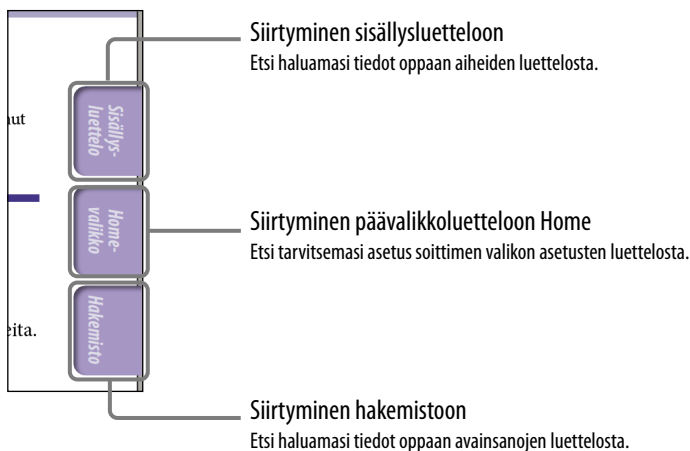 Siirtyminen sisällysluetteloon
Etsi haluamasi tiedot oppaan aiheiden luettelosta.
Sisällys-
luettelo
Siirtyminen päävalikkoluetteloon Home
Etsi tarvitsemasi asetus soittimen valikon asetusten luettelosta.
Home-
valikko
Hakemisto
eita.
Siirtyminen hakemistoon
Etsi haluamasi tiedot oppaan avainsanojen luettelosta.